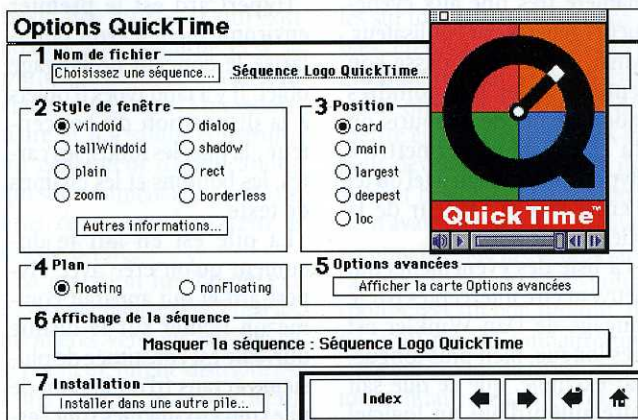 Options QuickTime
1 Nom de fichier
Choisissez une séquence...
Séquence Logo QuickTime
2 Style de fenêtre
windoid
dialog
tallWindoid
shadow
plain
rect
zoom
borderless
Autres informations...
3 Position
card
main
largest
deepest
loc
QuickTime™
4 Plan
floating
nonFloating
5 Options avancées
Afficher la carte Options avancées
6 Affichage de la séquence
Masquer la séquence : Séquence Logo QuickTime
7 Installation
Installer dans une autre pile...
Index